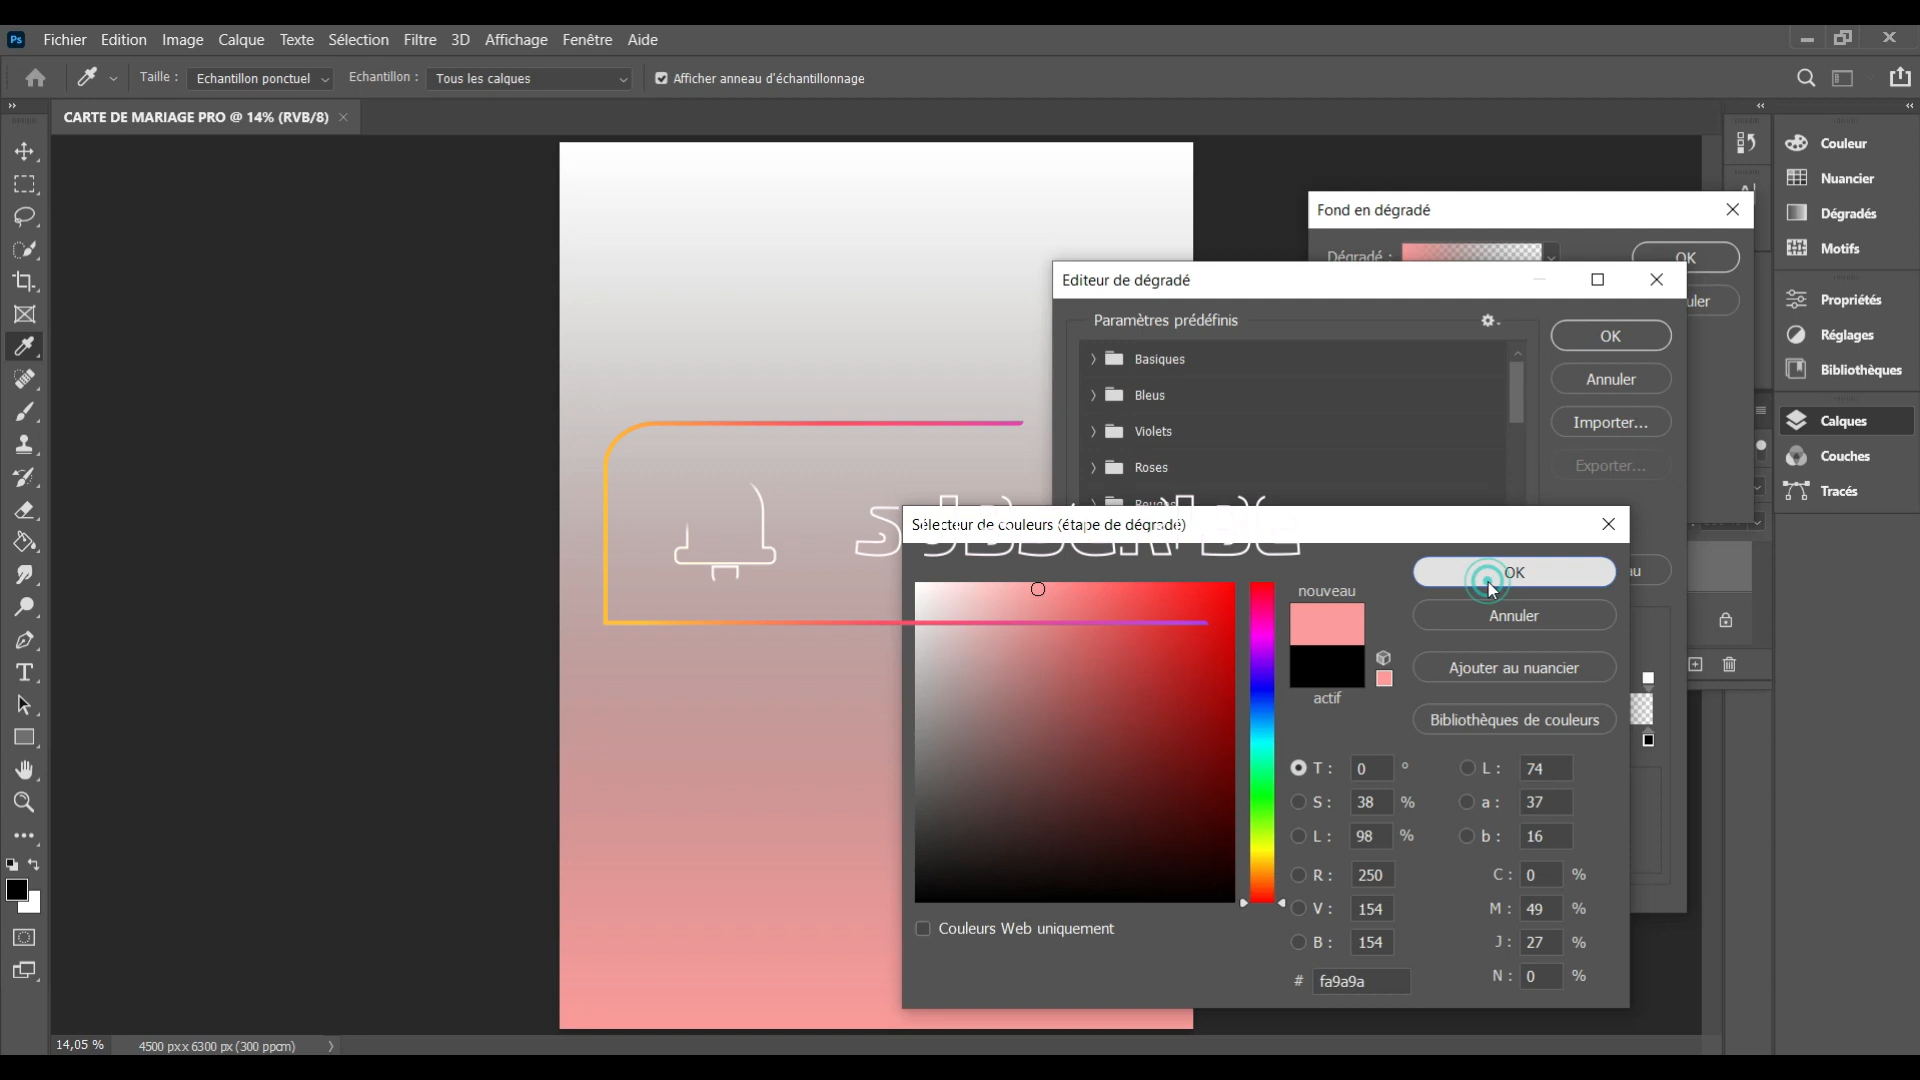 Ps Fichier Edition Image Calque Texte Sélection Filtre 3D Affichage Fenêtre Aide
Taille : Echantillon ponctuel Echantillon : Tous les calques Afficher anneau d'échantillonnage
CARTE DE MARIAGE PRO @ 14% (RVB/8)
Couleur
Nuancier
Dégradés
Motifs
Propriétés
Réglages
Bibliothèques
Calques
Couches
Tracés
Fond en dégradé
Dégradé :
OK
uler
Editeur de dégradé
Paramètres prédéfinis
Basiques
Bleus
Violets
Roses
Rouges
OK
Annuler
Importer...
Exporter...
au
SUBSCRIBE
Sélecteur de couleurs (étape de dégradé)
nouveau
actif
OK
Annuler
Ajouter au nuancier
Bibliothèques de couleurs
T : 0 ° L : 74
S : 38 % a : 37
L : 98 % b : 16
R : 250 C : 0 %
V : 154 M : 49 %
B : 154 J : 27 %
# fa9a9a N : 0 %
Couleurs Web uniquement
14,05 % 4500 px x 6300 px (300 ppcm)